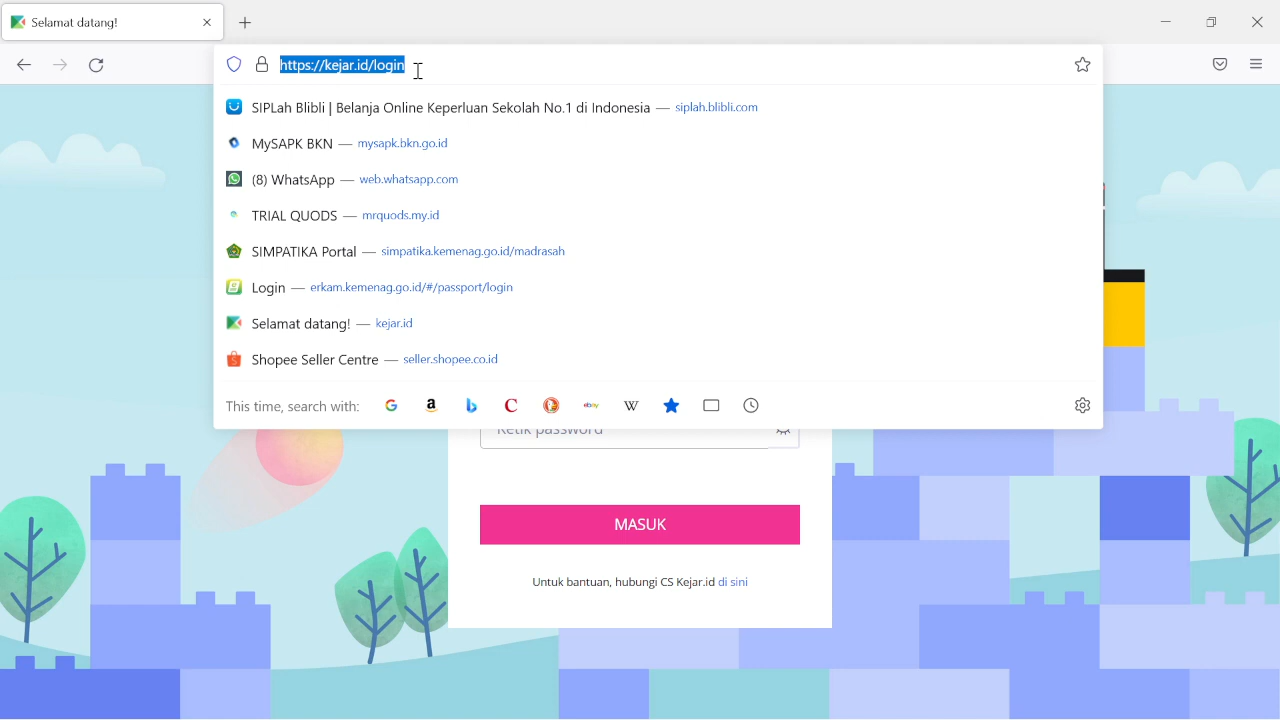 Selamat datang!
https://kejar.id/login
SIPLah Blibli | Belanja Online Keperluan Sekolah No.1 di Indonesia — siplah.blibli.com
MySAPK BKN — mysapk.bkn.go.id
(8) WhatsApp — web.whatsapp.com
TRIAL QUODS — mrquods.my.id
SIMPATIKA Portal — simpatika.kemenag.go.id/madrasah
Login — erkam.kemenag.go.id/#/passport/login
Selamat datang! — kejar.id
Shopee Seller Centre — seller.shopee.co.id
This time, search with:
Ketik password
MASUK
Untuk bantuan, hubungi CS Kejar.id di sini